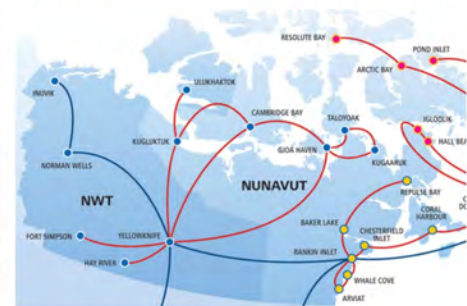 RESOLUTE BAY
POND INLET
ARCTIC BAY
INUVIK
ULUKHAKTOK
CAMBRIDGE BAY
TALOYOAK
IGLOOLIK
KUGLUKTUK
GJOA HAVEN
HALL BEA
NORMAN WELLS
KUGAARUK
NUNAVUT
REPULSE BAY
NWT
BAKER LAKE
CORAL
HARBOUR
CHESTERFIELD
INLET
FORT SIMPSON
YELLOWKNIFE
RANKIN INLET
HAY RIVER
WHALE COVE
ARVIAT